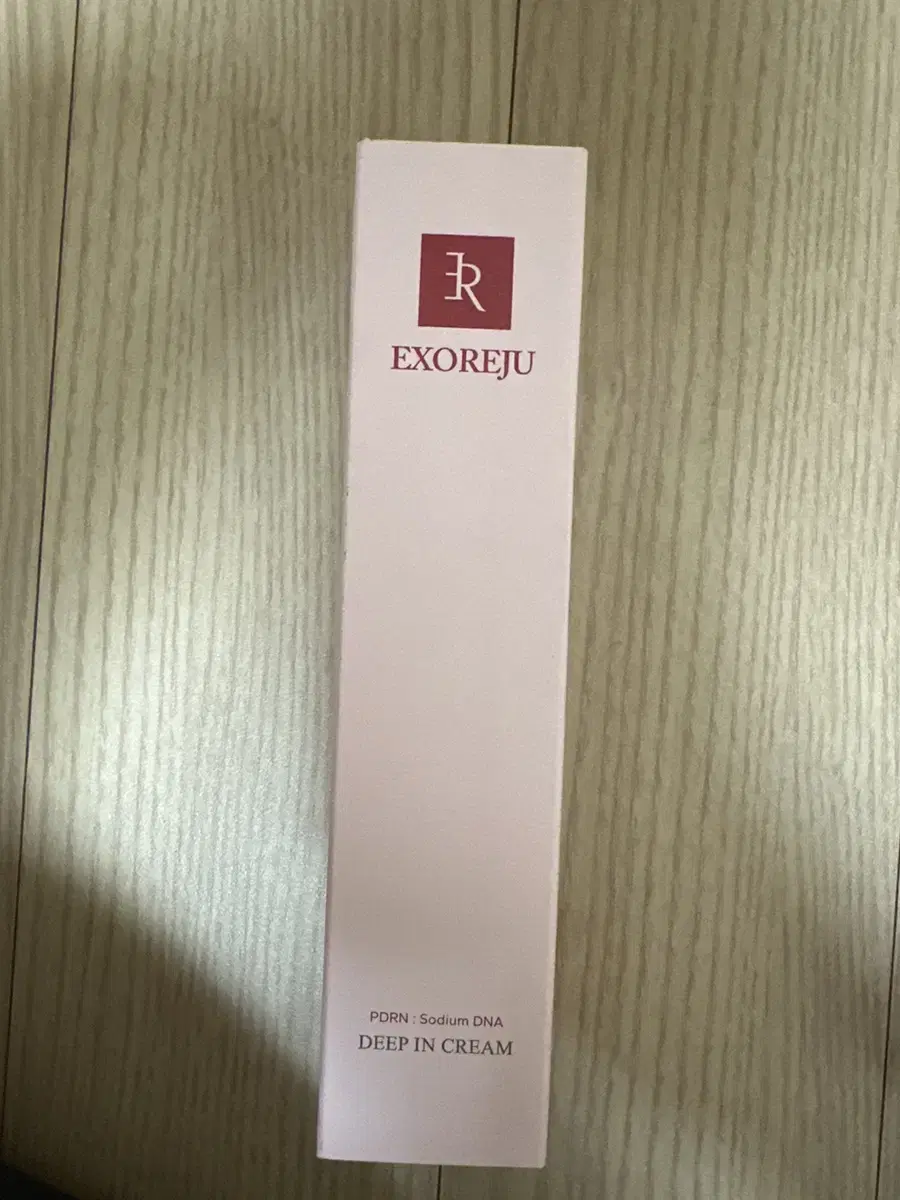 ER
EXOREJU
PDRN : Sodium DNA
DEEP IN CREAM